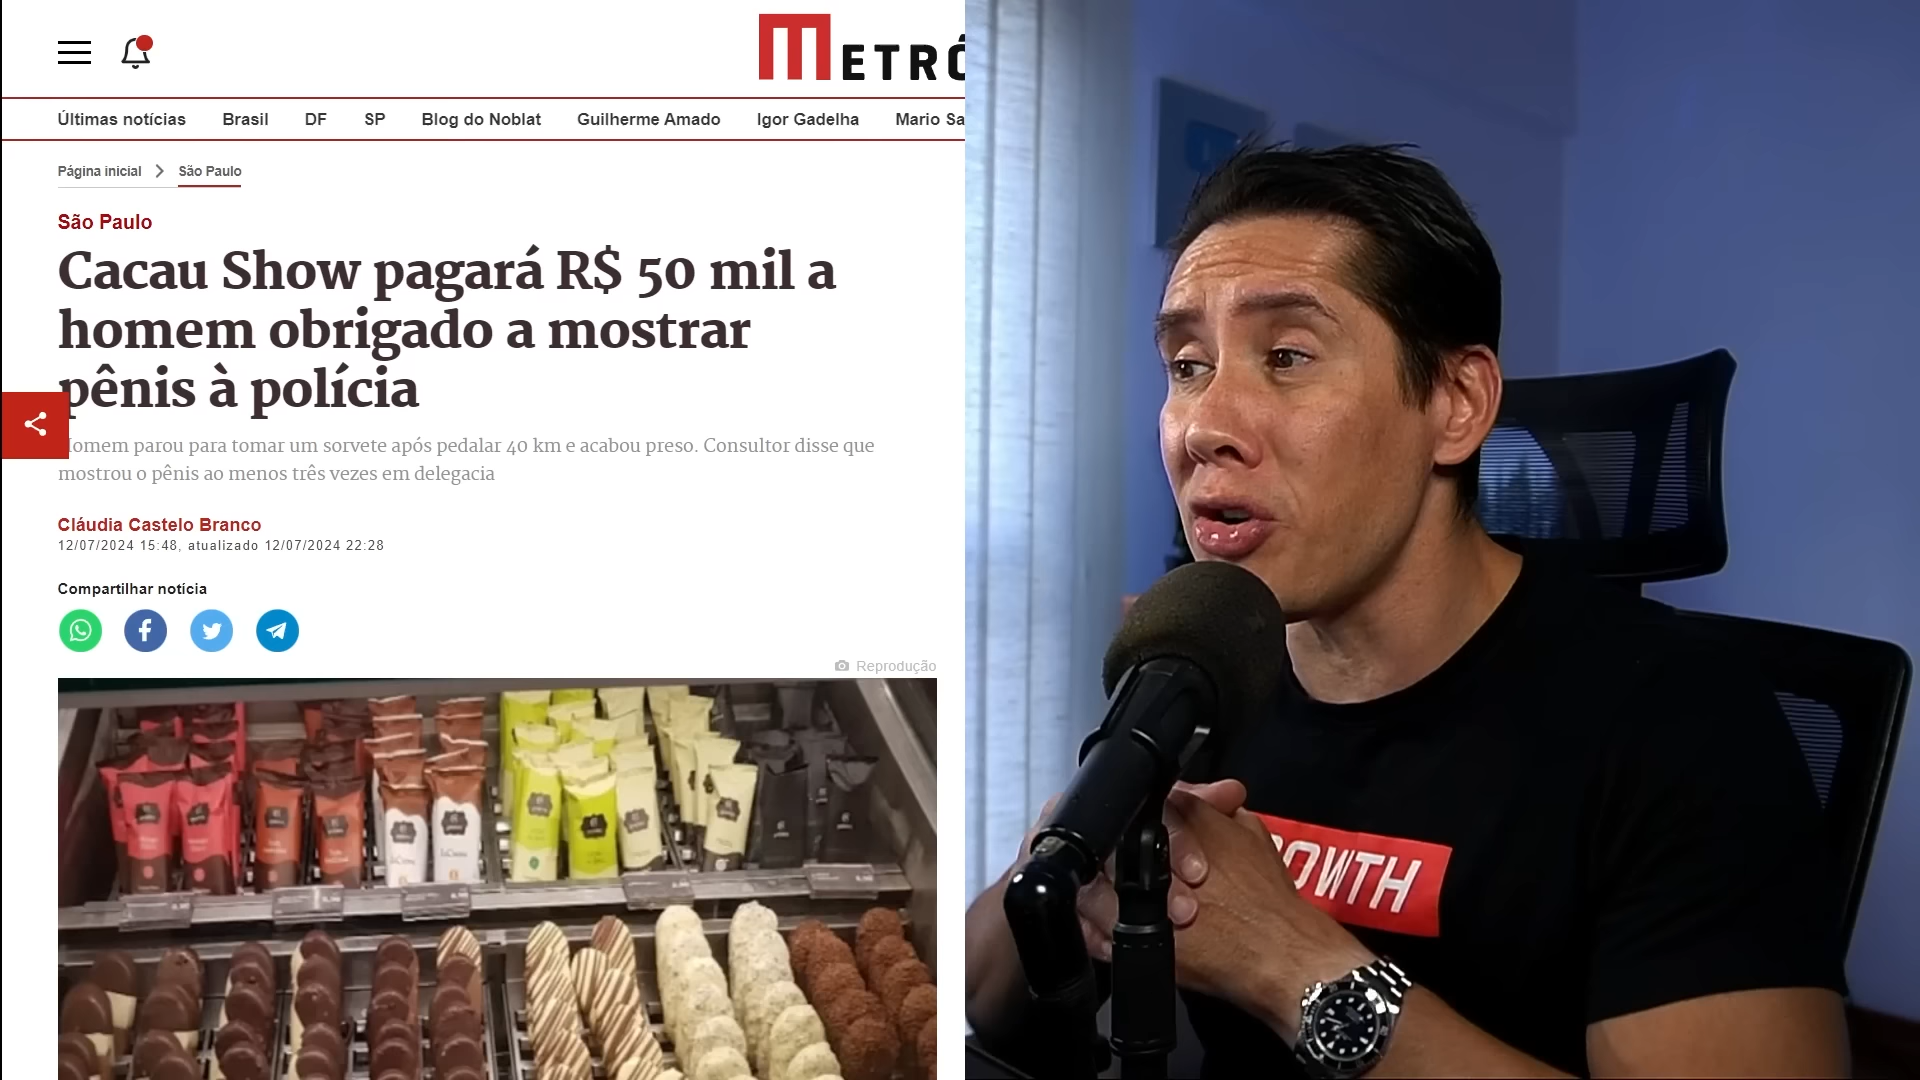 METRÓ
Últimas notícias Brasil DF SP Blog do Noblat Guilherme Amado Igor Gadelha Mario Sa
Página inicial São Paulo
São Paulo
Cacau Show pagará R$ 50 mil a
homem obrigado a mostrar
pênis à polícia
Homem parou para tomar um sorvete após pedalar 40 km e acabou preso. Consultor disse que
mostrou o pênis ao menos três vezes em delegacia
Cláudia Castelo Branco
12/07/2024 15:48, atualizado 12/07/2024 22:28
Compartilhar notícia
Reprodução
OWTH